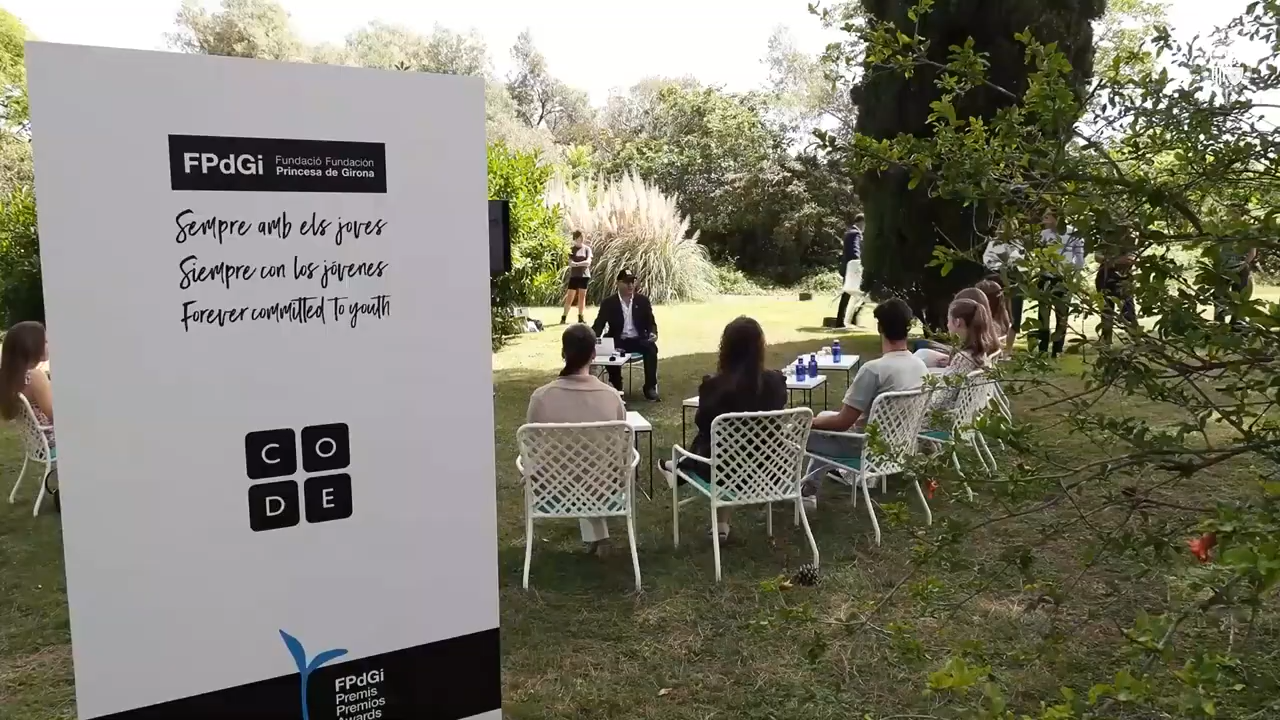 FPdGi
Fundació Fundación
Princesa de Girona
Sempre amb els joves
Siempre con los jóvenes
Forever committed to youth
C O
D E
FPdGi
Premis
Premios
Awards